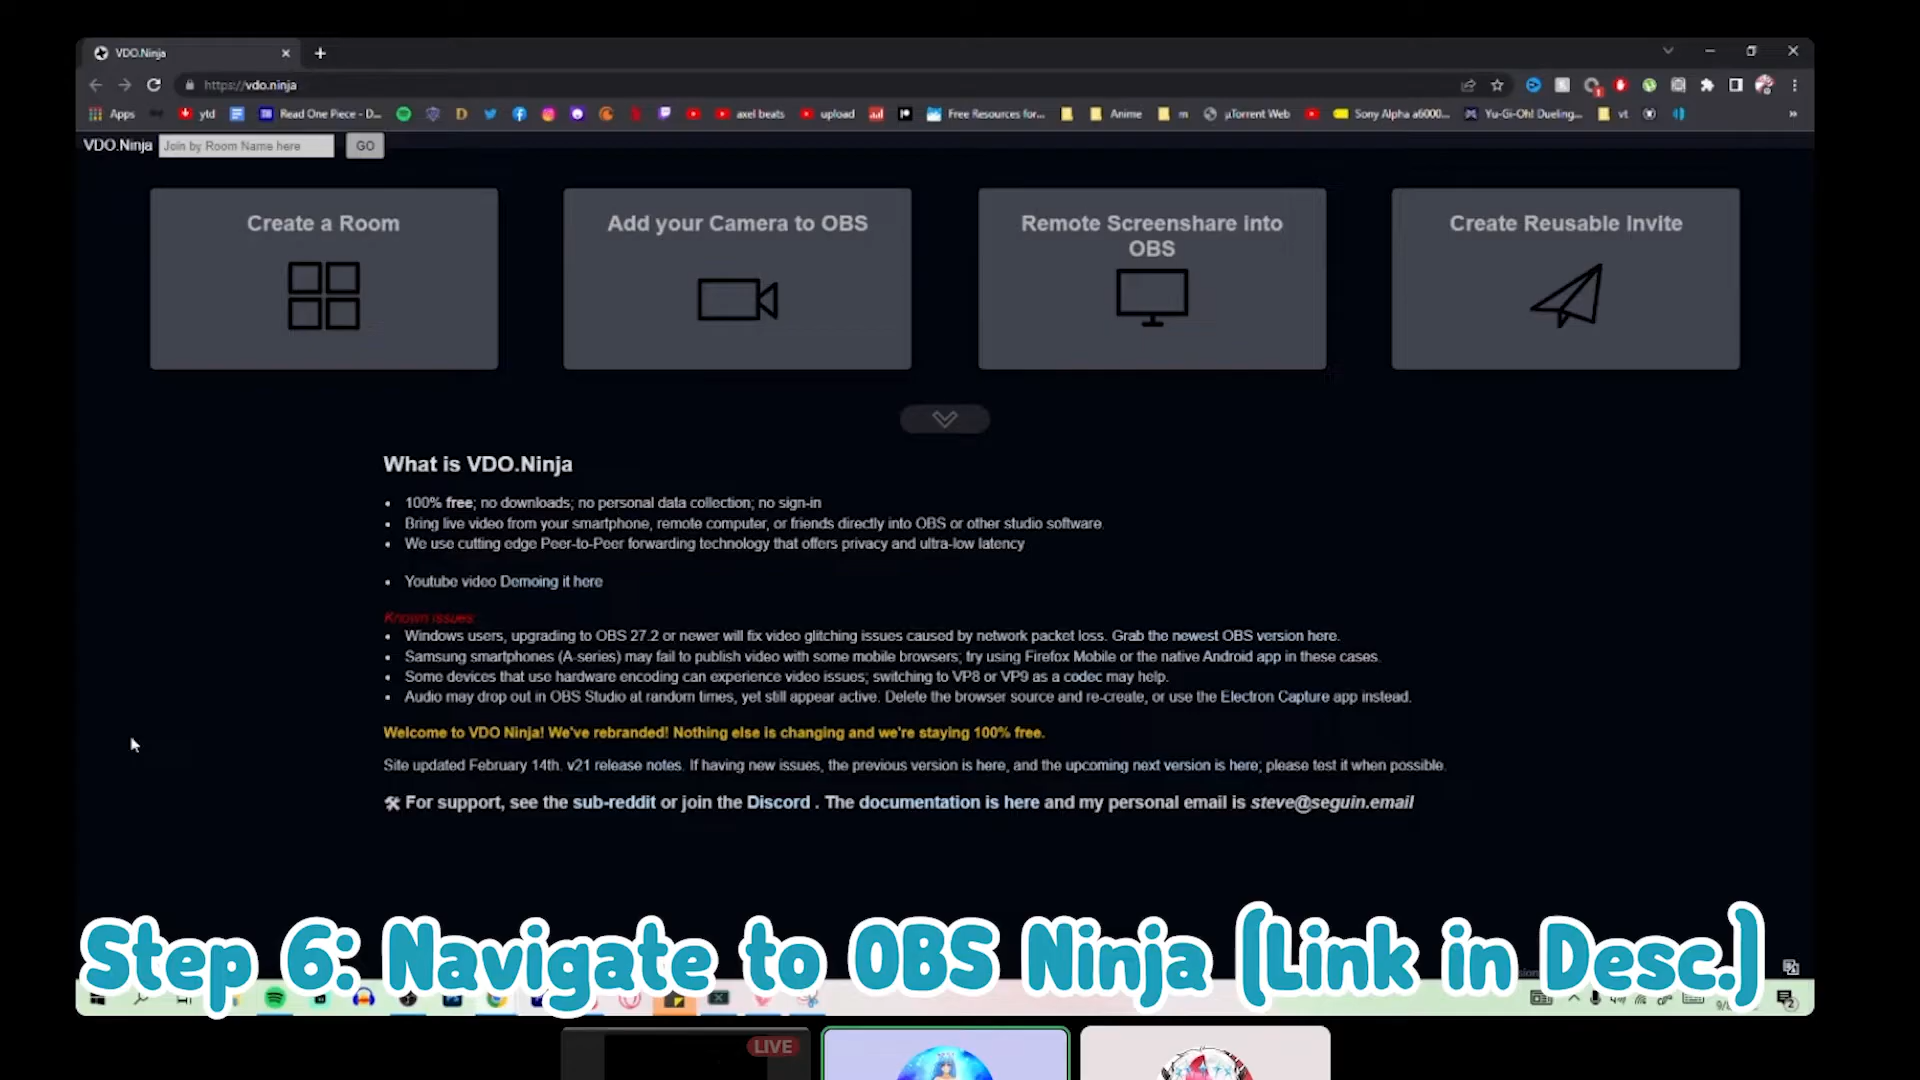 VDO.Ninja
https://vdo.ninja
Apps ytd Read One Piece - D... axel beats upload Free Resources for... Anime m µTorrent Web Sony Alpha a6000... Yu-Gi-Oh! Dueling... vt
VDO.Ninja Join by Room Name here GO
Create a Room
Add your Camera to OBS
Remote Screenshare into
OBS
Create Reusable Invite
What is VDO.Ninja
100% free; no downloads; no personal data collection; no sign-in
Bring live video from your smartphone, remote computer, or friends directly into OBS or other studio software.
We use cutting edge Peer-to-Peer forwarding technology that offers privacy and ultra-low latency
Youtube video Demoing it here
Known issues:
Windows users, upgrading to OBS 27.2 or newer will fix video glitching issues caused by network packet loss. Grab the newest OBS version here.
Samsung smartphones (A-series) may fail to publish video with some mobile browsers; try using Firefox Mobile or the native Android app in these cases.
Some devices that use hardware encoding can experience video issues; switching to VP8 or VP9 as a codec may help.
Audio may drop out in OBS Studio at random times, yet still appear active. Delete the browser source and re-create, or use the Electron Capture app instead.
Welcome to VDO Ninja! We've rebranded! Nothing else is changing and we're staying 100% free.
Site updated February 14th. v21 release notes. If having new issues, the previous version is here, and the upcoming next version is here; please test it when possible.
For support, see the sub-reddit or join the Discord . The documentation is here and my personal email is steve@seguin.email
Step 6: Navigate to OBS Ninja (Link in Desc.)
LIVE